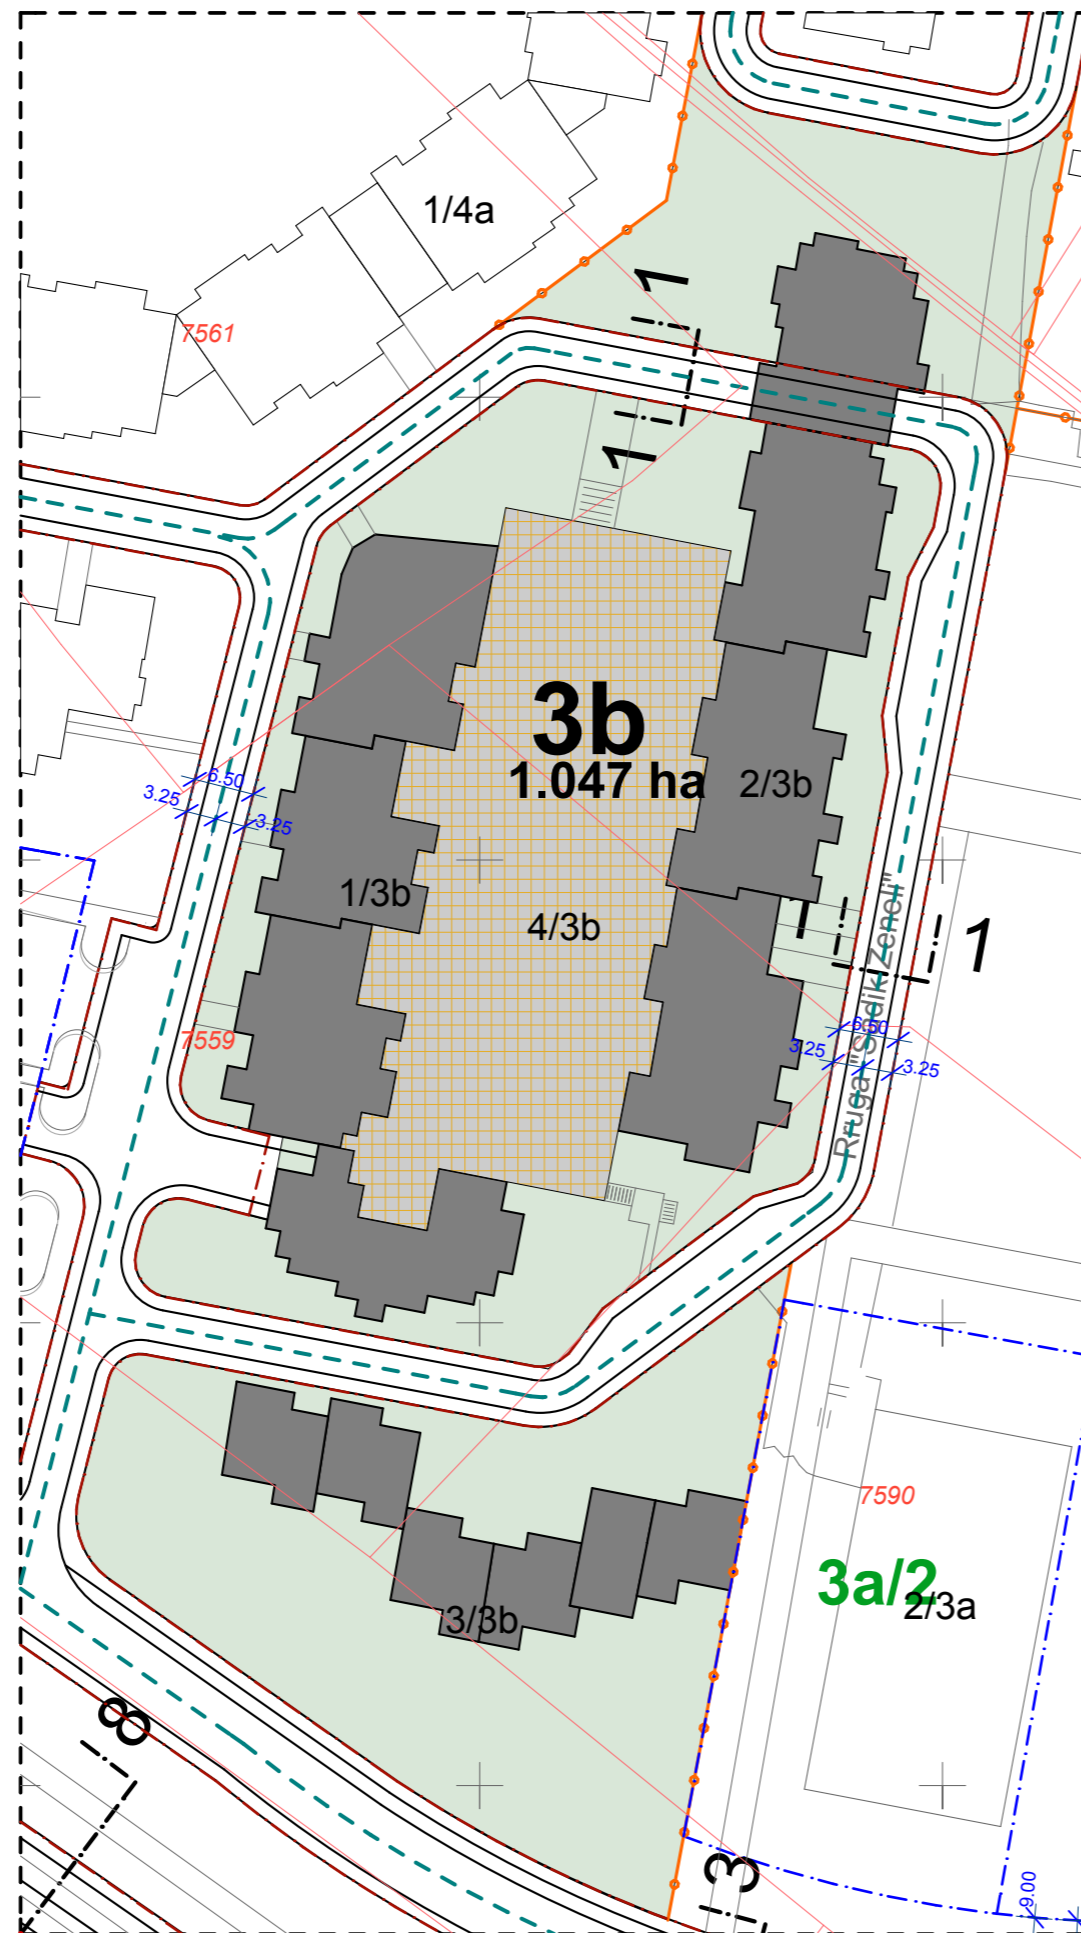 1/4a
1
7561
1
3b
1.047 ha
2/3b
6.50
3.25
3.25
1/3b
4/3b
1
1
Rruga "Sadik Zeneli"
7559
6.50
3.25
3.25
7590
3a/2
2/3a
3/3b
8
3
9.00